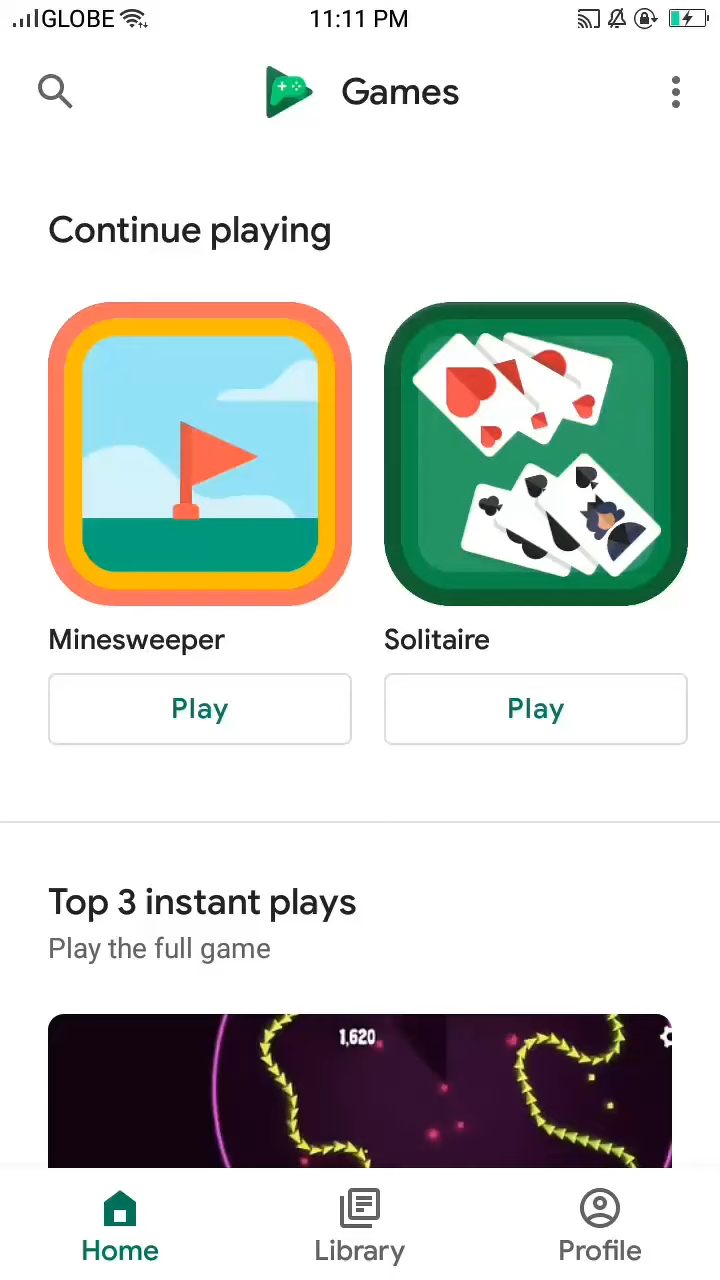 GLOBE 11:11 PM
Games
Continue playing
Minesweeper Solitaire
Play Play
Top 3 instant plays
Play the full game
1,620
Home Library Profile